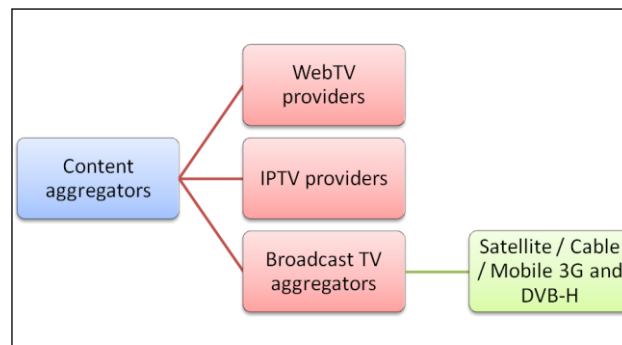 WebTV
providers
Content
aggregators
IPTV providers
Broadcast TV
aggregators
Satellite / Cable
/ Mobile 3G and
DVB-H